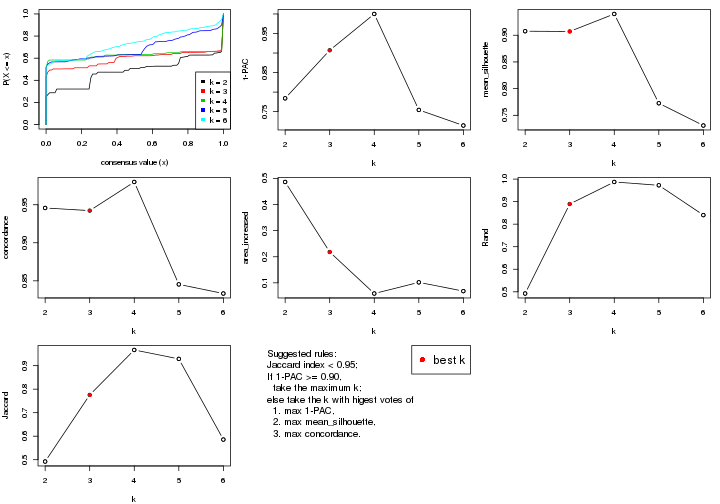 P(X <= x)
1.0
0.8
0.6
0.4
0.2
0.0
0.0 0.2 0.4 0.6 0.8 1.0
consensus value (x)
k = 2
k = 3
k = 4
k = 5
k = 6
1-PAC
0.95
0.85
0.75
2 3 4 5 6
k
mean_silhouette
0.90
0.85
0.80
0.75
2 3 4 5 6
k
concordance
0.95
0.90
0.85
2 3 4 5 6
k
area_increased
0.5
0.4
0.3
0.2
0.1
2 3 4 5 6
k
Rand
1.0
0.9
0.8
0.7
0.6
0.5
2 3 4 5 6
k
Jaccard
0.9
0.8
0.7
0.6
0.5
2 3 4 5 6
k
Suggested rules:
Jaccard index < 0.95;
If 1-PAC >= 0.90,
take the maximum k;
else take the k with higest votes of
1. max 1-PAC,
2. max mean_silhouette,
3. max concordance.
best k